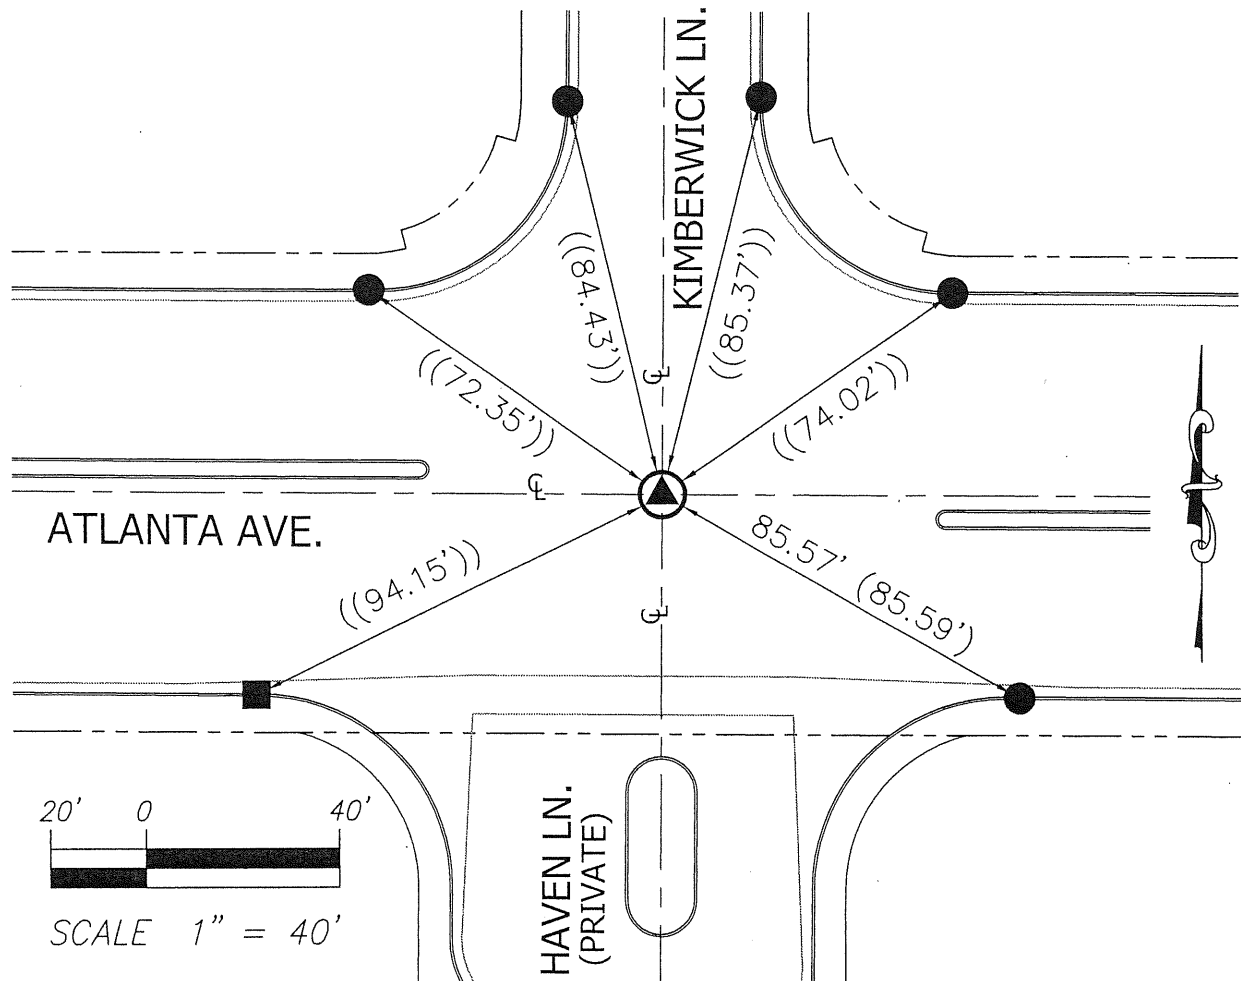 KIMBERWICK LN.
((84.43'))
((85.37'))
((72.35'))
((74.02'))
℄
℄
ATLANTA AVE.
((94.15'))
85.57' (85.59')
℄
20' 0 40'
SCALE 1" = 40'
HAVEN LN.
(PRIVATE)